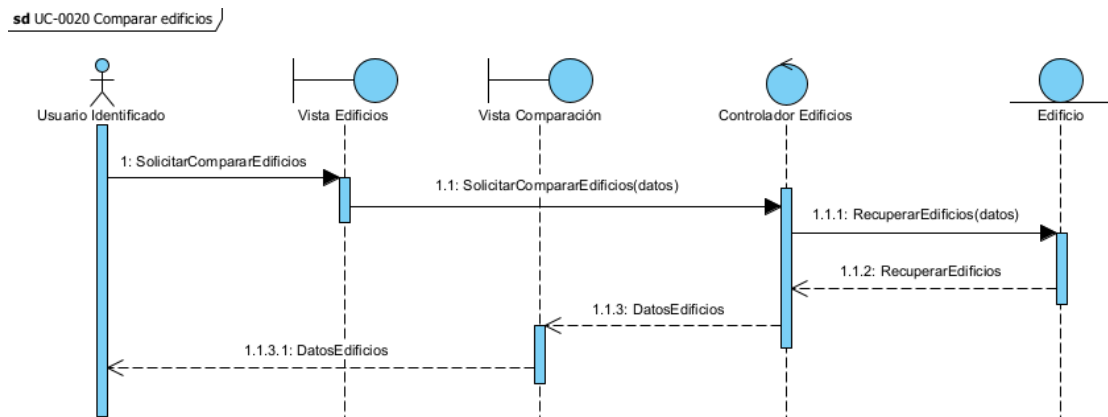 sd UC-0020 Comparar edificios
Usuario Identificado
Vista Edificios
Vista Comparación
Controlador Edificios
Edificio
1: SolicitarCompararEdificios
1.1: SolicitarCompararEdificios(datos)
1.1.1: RecuperarEdificios(datos)
1.1.2: RecuperarEdificios
1.1.3: DatosEdificios
1.1.3.1: DatosEdificios